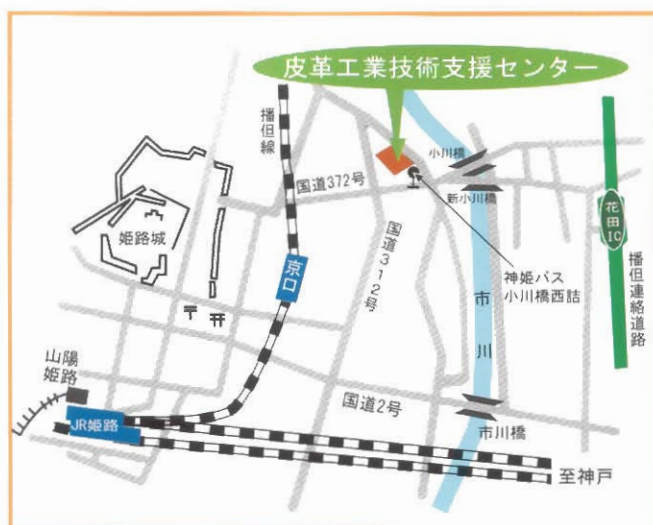 皮革工業技術支援センター
播但線
小川橋
国道372号
新小川橋
花田
IC
姫路城
国道312号
京口
神姫バス
小川橋西詰
播但連絡道路
市川
〒
山陽
姫路
国道2号
JR姫路
市川橋
至神戸